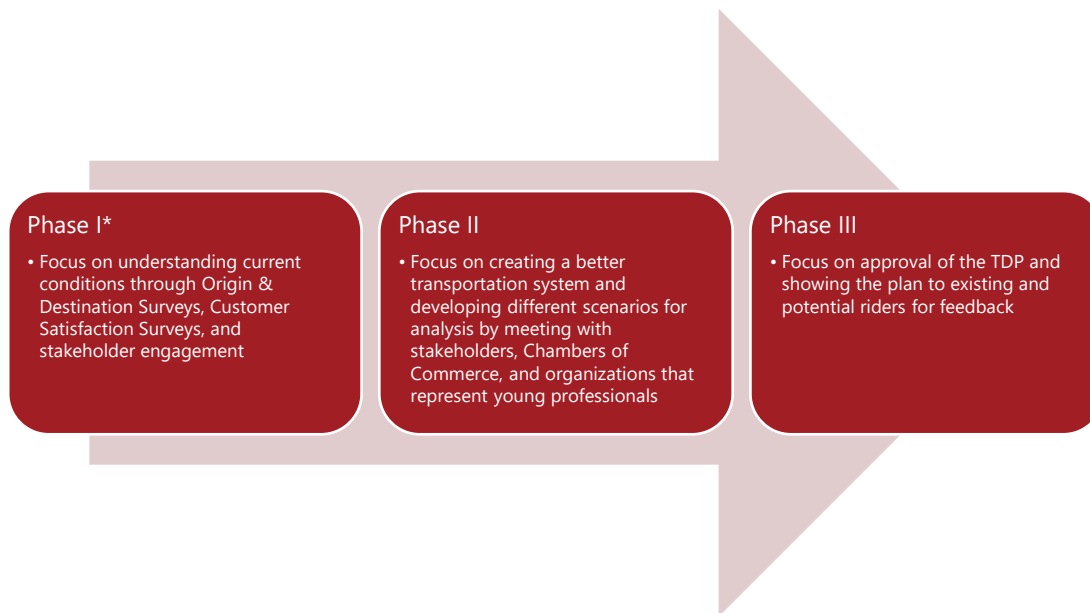 Phase I*
• Focus on understanding current
conditions through Origin &
Destination Surveys, Customer
Satisfaction Surveys, and
stakeholder engagement
Phase II
• Focus on creating a better
transportation system and
developing different scenarios for
analysis by meeting with
stakeholders, Chambers of
Commerce, and organizations that
represent young professionals
Phase III
• Focus on approval of the TDP and
showing the plan to existing and
potential riders for feedback